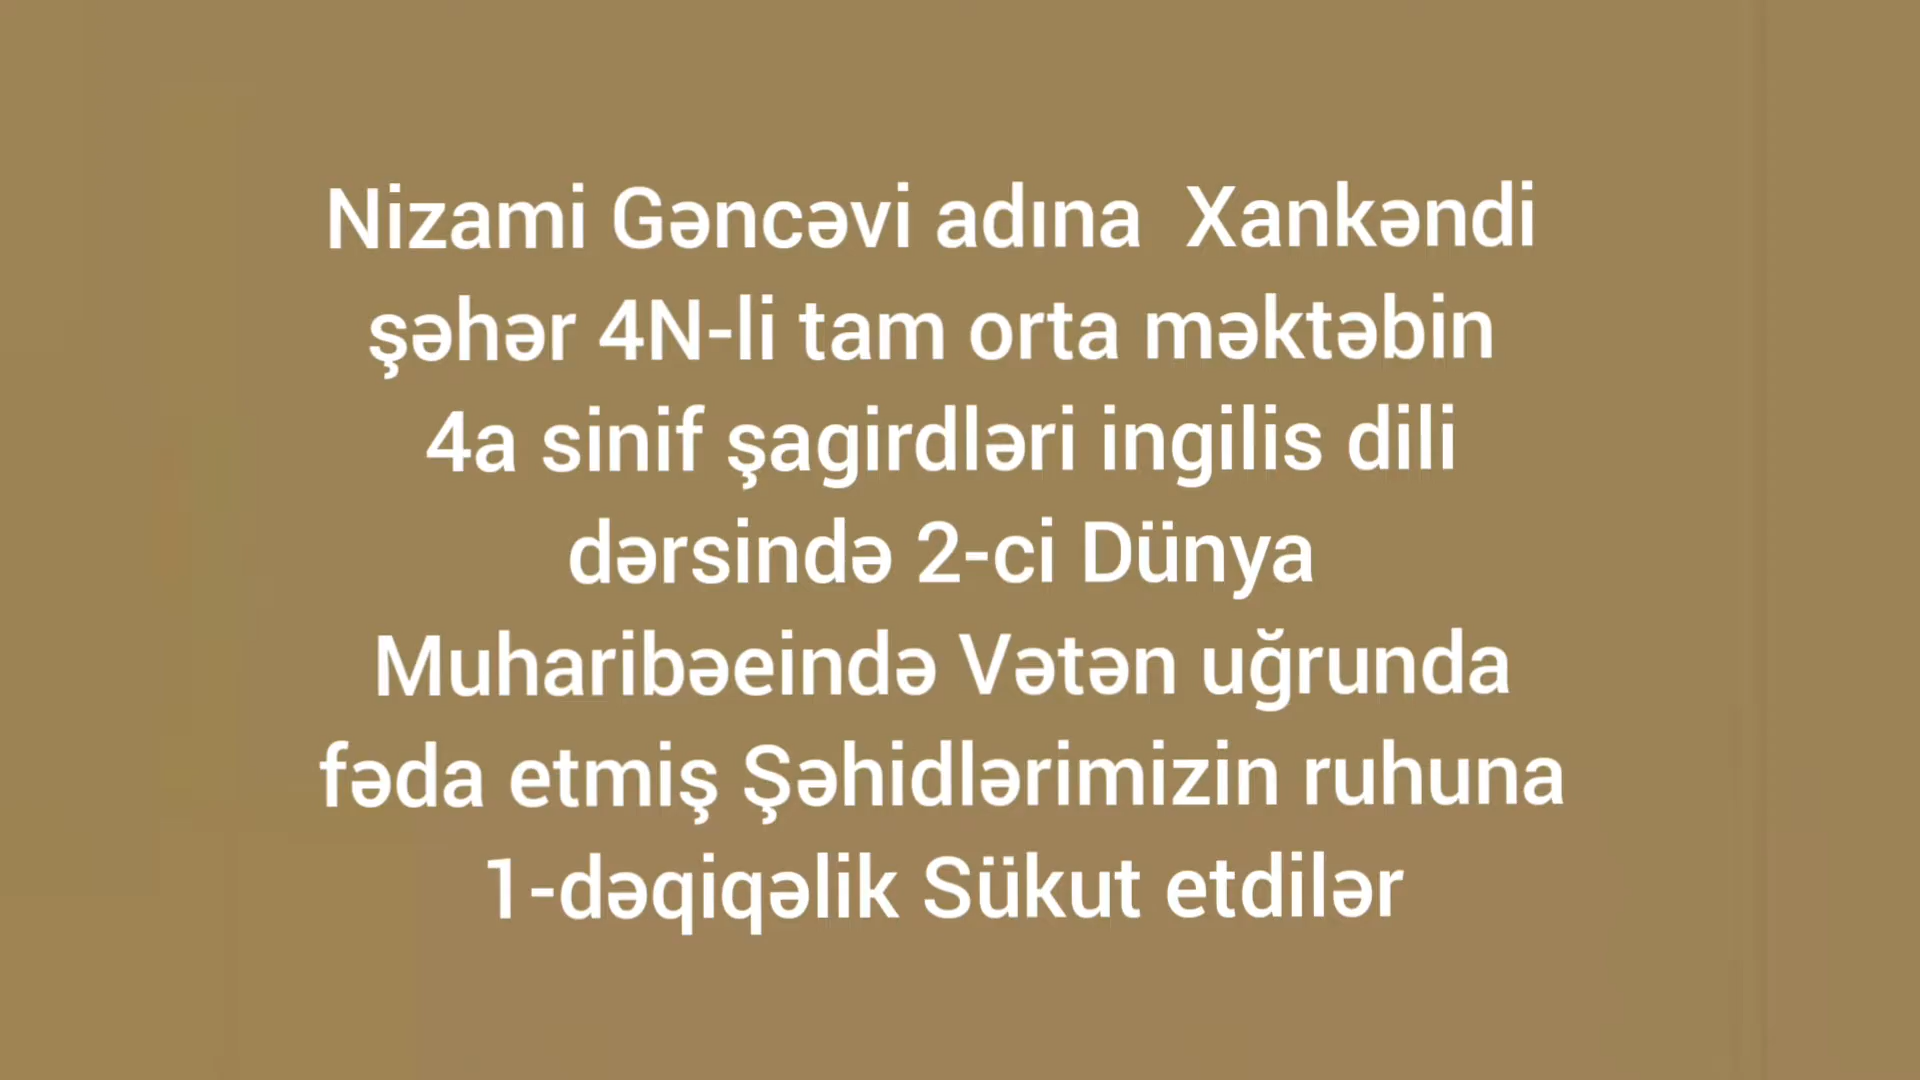 Nizami Gəncəvi adına  Xankəndi
şəhər 4N-li tam orta məktəbin
4a sinif şagirdləri ingilis dili
dərsində 2-ci Dünya
Muharibəeində Vətən uğrunda
fəda etmiş Şəhidlərimizin ruhuna
1-dəqiqəlik Sükut etdilər